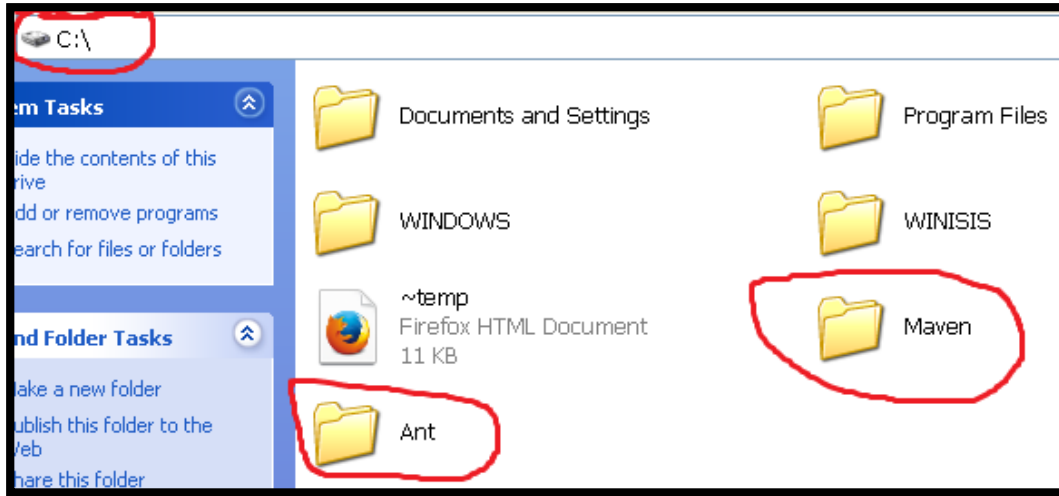 C:\
em Tasks
ide the contents of this
rive
dd or remove programs
earch for files or folders
nd Folder Tasks
ake a new folder
ublish this folder to the
Web
hare this folder
Documents and Settings
Program Files
WINDOWS
WINISIS
~temp
Firefox HTML Document
11 KB
Maven
Ant